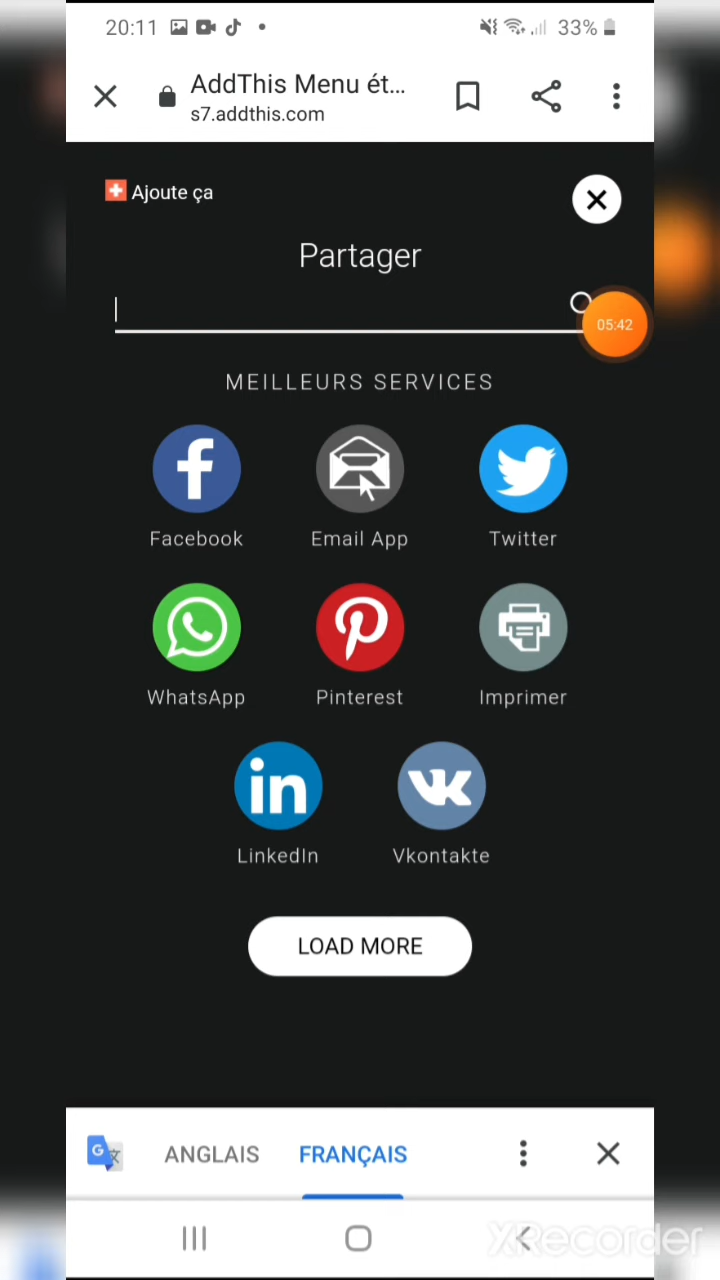 20:11
33%
AddThis Menu ét...
s7.addthis.com
Ajoute ça
Partager
05:42
MEILLEURS SERVICES
Facebook
Email App
Twitter
WhatsApp
Pinterest
Imprimer
LinkedIn
Vkontakte
LOAD MORE
ANGLAIS
FRANÇAIS
XRecorder